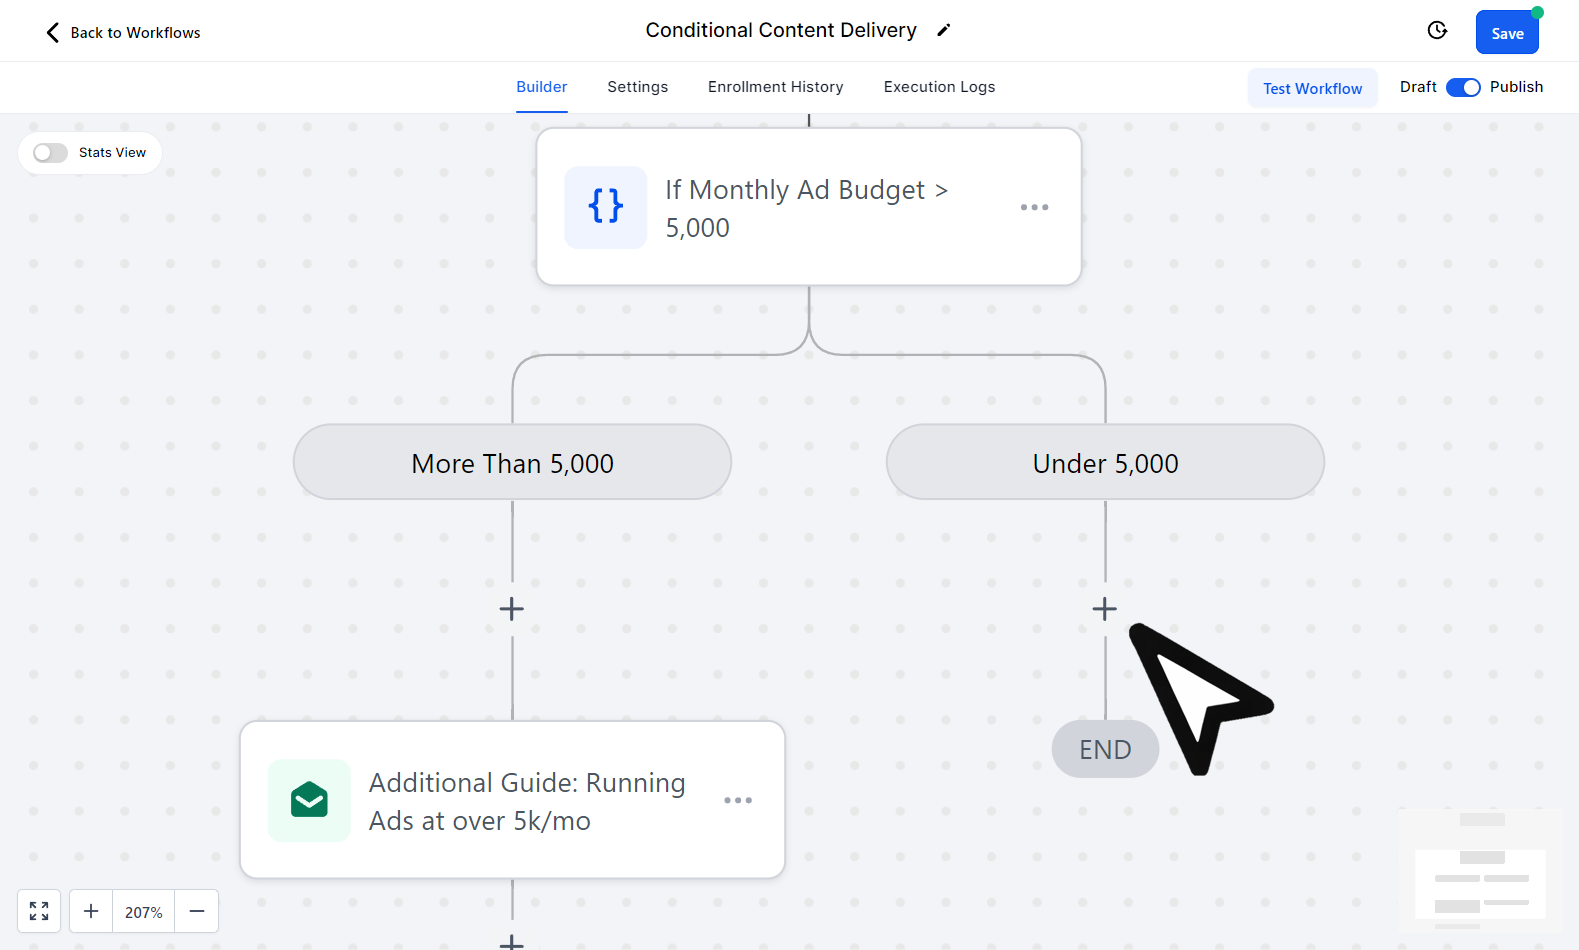 Back to Workflows
Conditional Content Delivery
Save
Builder
Settings
Enrollment History
Execution Logs
Test Workflow
Draft
Publish
Stats View
{}
If Monthly Ad Budget >
5,000
More Than 5,000
Under 5,000
END
Additional Guide: Running
Ads at over 5k/mo
207%